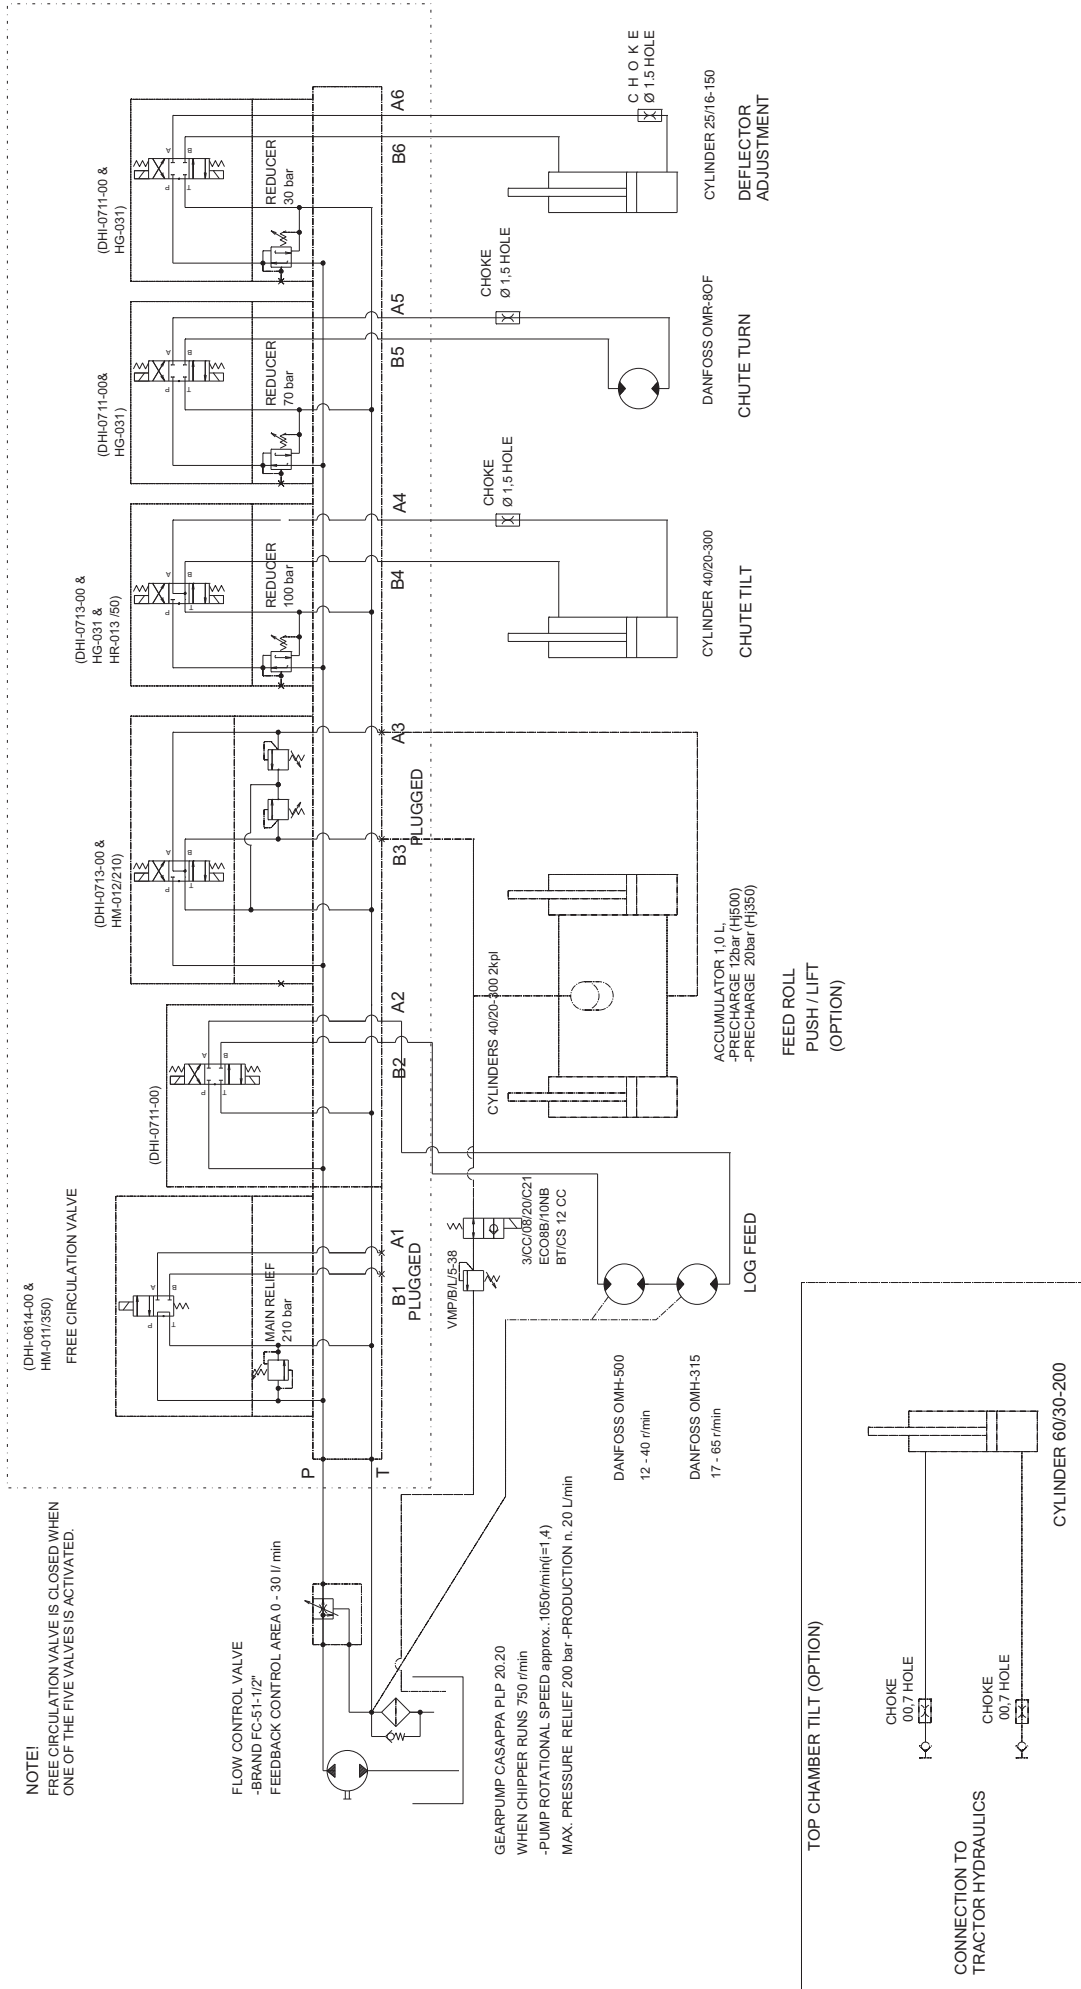 NOTE!
FREE CIRCULATION VALVE IS CLOSED WHEN
ONE OF THE FIVE VALVES IS ACTIVATED.
(DHI-0614-00 &
HM-011/350)
FREE CIRCULATION VALVE
A
B
P
T
MAIN RELIEF
210 bar
(DHI-0711-00)
A
B
P
T
(DHI-0713-00 &
HM-012/210)
A
B
P
T
(DHI-0713-00 &
HG-031 &
HR-013 /50)
A
B
P
T
REDUCER
100 bar
(DHI-0711-00&
HG-031)
A
B
P
T
REDUCER
70 bar
(DHI-0711-00 &
HG-031)
A
B
P
T
REDUCER
30 bar
P
T
B1
A1
PLUGGED
B2
A2
B3
A3
PLUGGED
B4
A4
B5
A5
B6
A6
FLOW CONTROL VALVE
-BRAND FC-51-1/2"
FEEDBACK CONTROL AREA 0 - 30 l/ min
GEARPUMP CASAPPA PLP 20.20
WHEN CHIPPER RUNS 750 r/min
-PUMP ROTATIONAL SPEED approx..1050r/min(i=1,4)
MAX. PRESSURE RELIEF 200 bar -PRODUCTION n. 20 L/min
VMP/B/L/5-38
3/CC/08/20/C21
ECO8B/10NB
BT/CS 12 CC
DANFOSS OMH-500
12 - 40 r/min
DANFOSS OMH-315
17 - 65 r/min
LOG FEED
CYLINDERS 40/20-300 2kpl
ACCUMULATOR 1,0 L,
-PRECHARGE 12bar (Hj500)
-PRECHARGE 20bar (Hj350)
FEED ROLL
PUSH / LIFT
(OPTION)
CHOKE
Ø 1,5 HOLE
CYLINDER 40/20-300
CHUTE TILT
CHOKE
Ø 1,5 HOLE
DANFOSS OMR-8OF
CHUTE TURN
C H O K E
Ø 1.5 HOLE
CYLINDER 25/16-150
DEFLECTOR
ADJUSTMENT
TOP CHAMBER TILT (OPTION)
CONNECTION TO
TRACTOR HYDRAULICS
CHOKE
00,7 HOLE
CHOKE
00,7 HOLE
CYLINDER 60/30-200